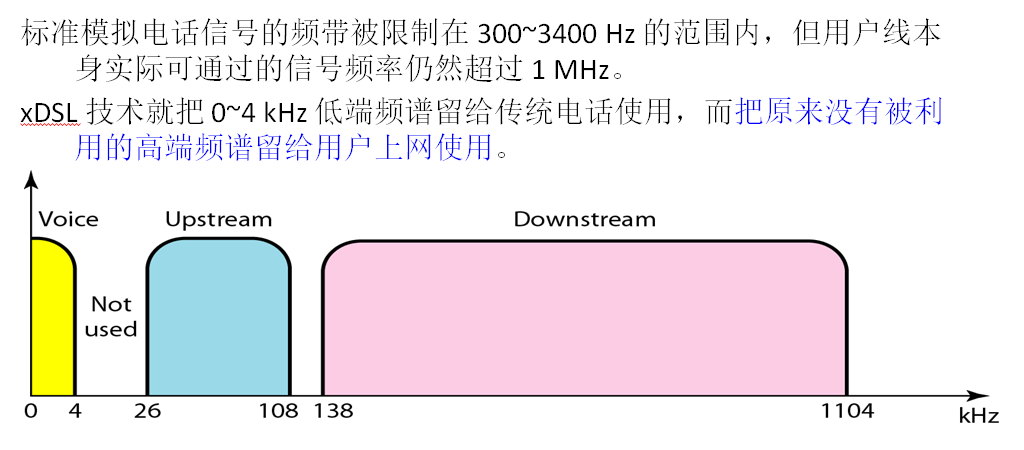 标准模拟电话信号的频带被限制在 300~3400 Hz 的范围内，但用户线本
身实际可通过的信号频率仍然超过 1 MHz。
xDSL 技术就把 0~4 kHz 低端频谱留给传统电话使用，而把原来没有被利
用的高端频谱留给用户上网使用。
Voice Upstream Downstream
Not
used
0 4 26 108 138 1104
kHz